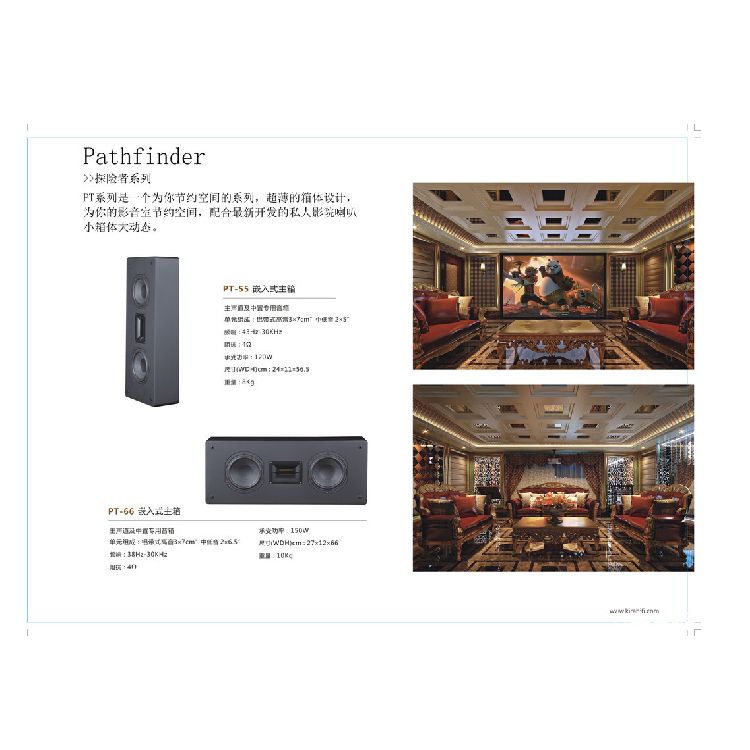 Pathfinder
>>探险者系列
PT系列是一个为你节约空间的系列，超薄的箱体设计，
为你的影音室节约空间，配合最新开发的私人影院喇叭
小箱体大动态。
PT-55 嵌入式主箱
主声道及中置专用音箱
单元组成：铝带式高音3×7cm" 中低音 2×5"
频响：43Hz-30KHz
阻抗：4Ω
承受功率：120W
尺寸(WDH)cm：24×11×56.5
重量：8Kg
PT-66 嵌入式主箱
主声道及中置专用音箱
单元组成：铝带式高音3×7cm" 中低音 2×6.5"
频响：38Hz-30KHz
阻抗：4Ω
承受功率：150W
尺寸(WDH)cm：27×12×66
重量：10Kg